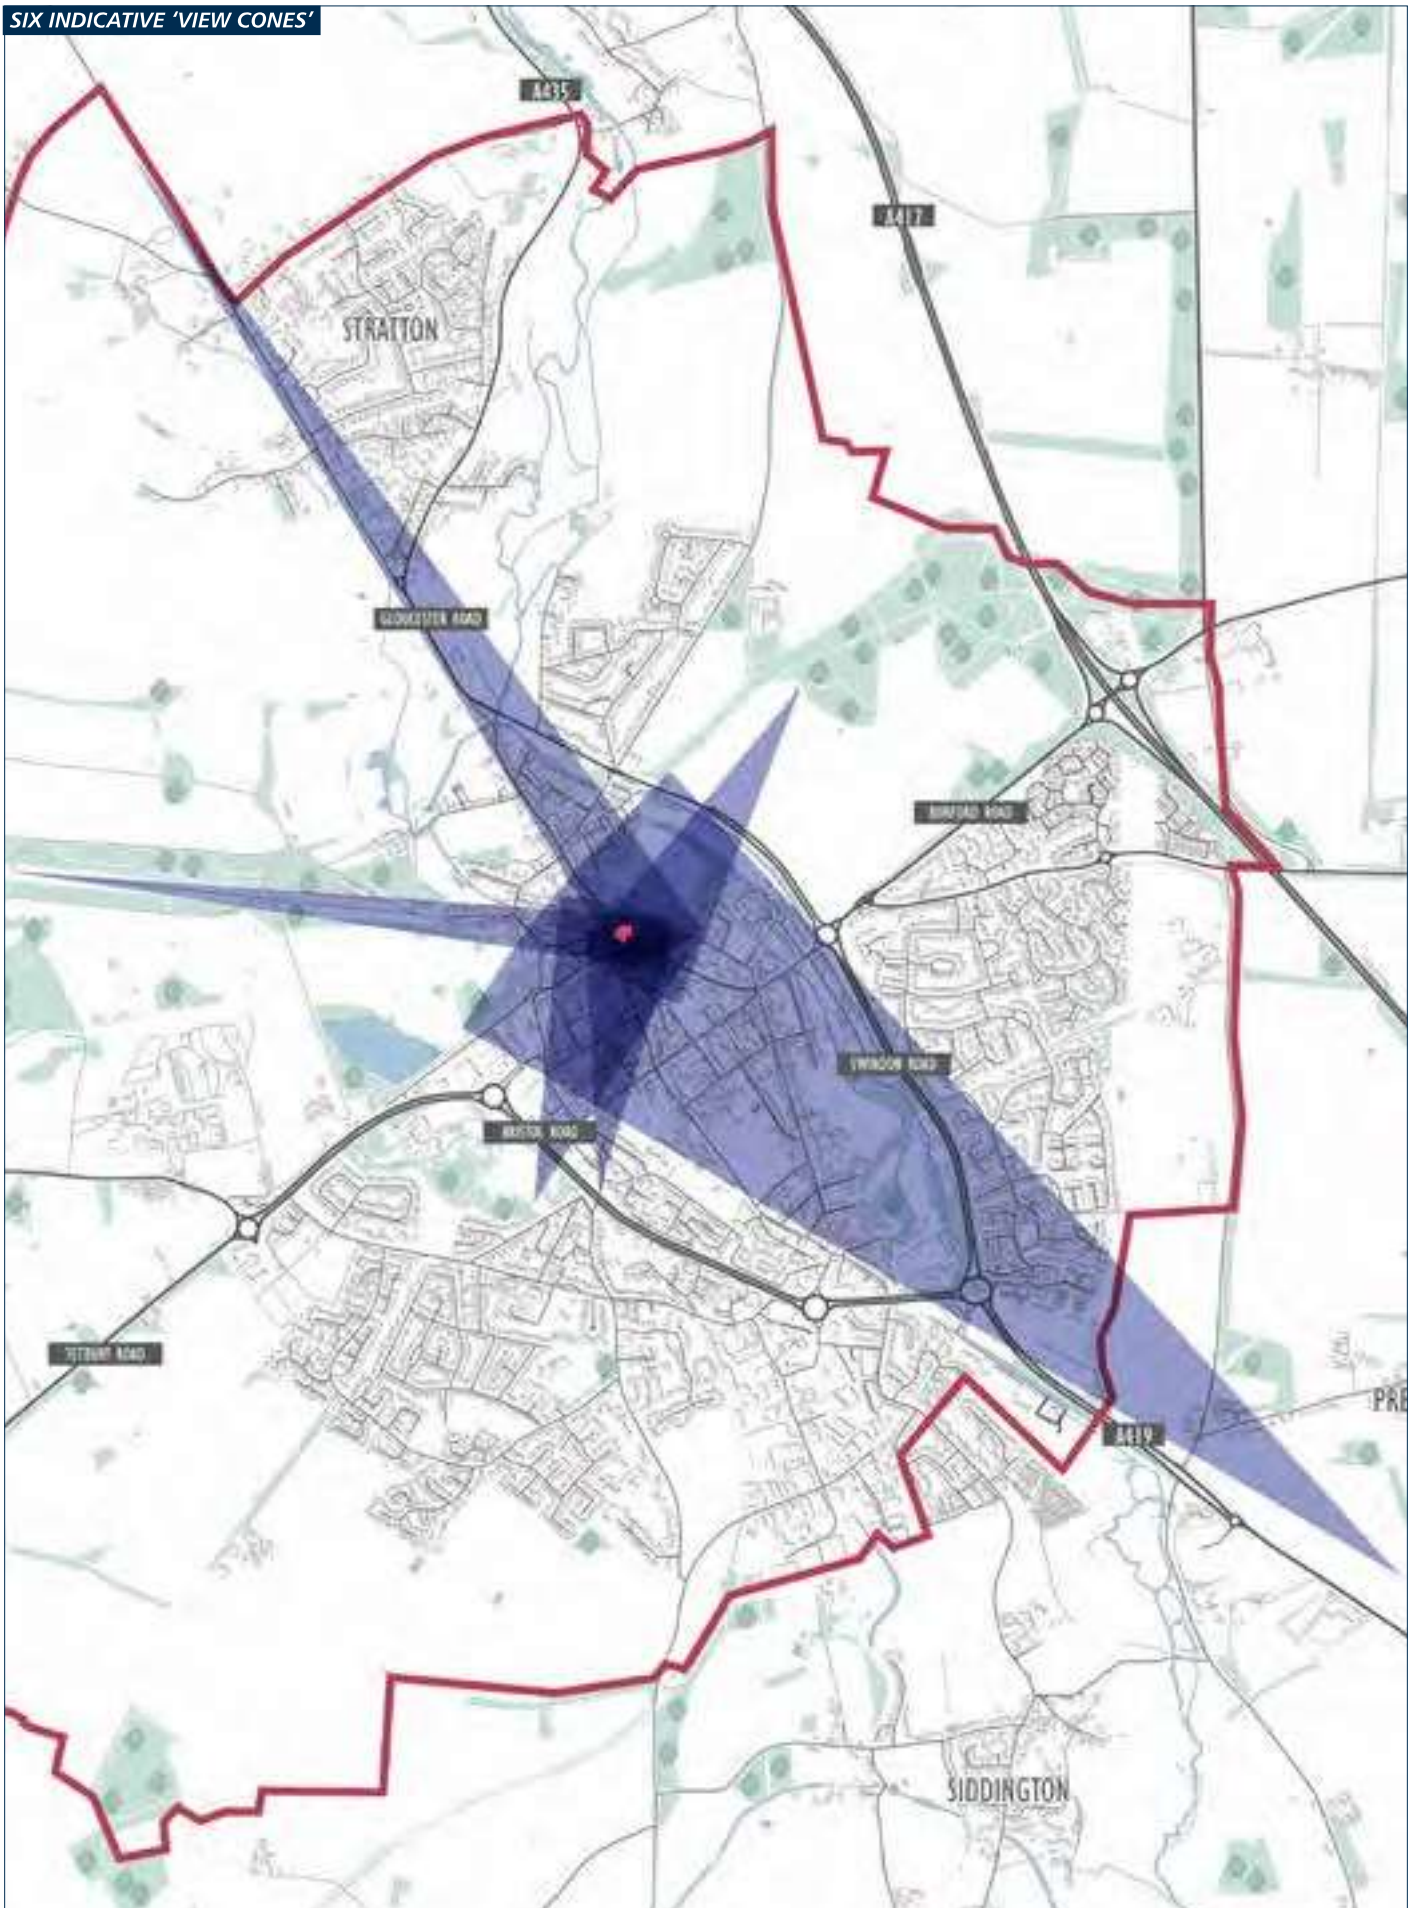 SIX INDICATIVE ‘VIEW CONES’
A435
A417
STRATTON
GLOUCESTER ROAD
BURFORD ROAD
SWINDON ROAD
BRISTOL ROAD
TETBURY ROAD
PRE
A419
SIDDINGTON